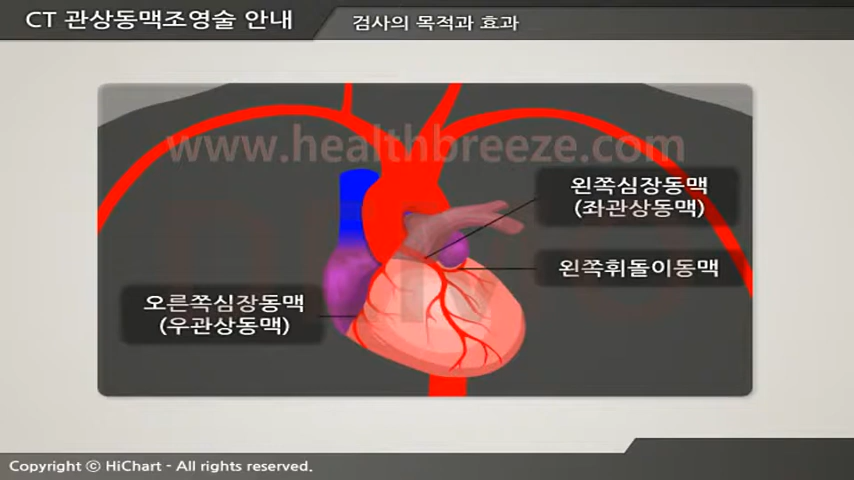 CT 관상동맥조영술 안내
검사의 목적과 효과
www.healthbreeze.com
왼쪽심장동맥
(좌관상동맥)
왼쪽휘돌이동맥
오른쪽심장동맥
(우관상동맥)
Copyright ⓒ HiChart - All rights reserved.